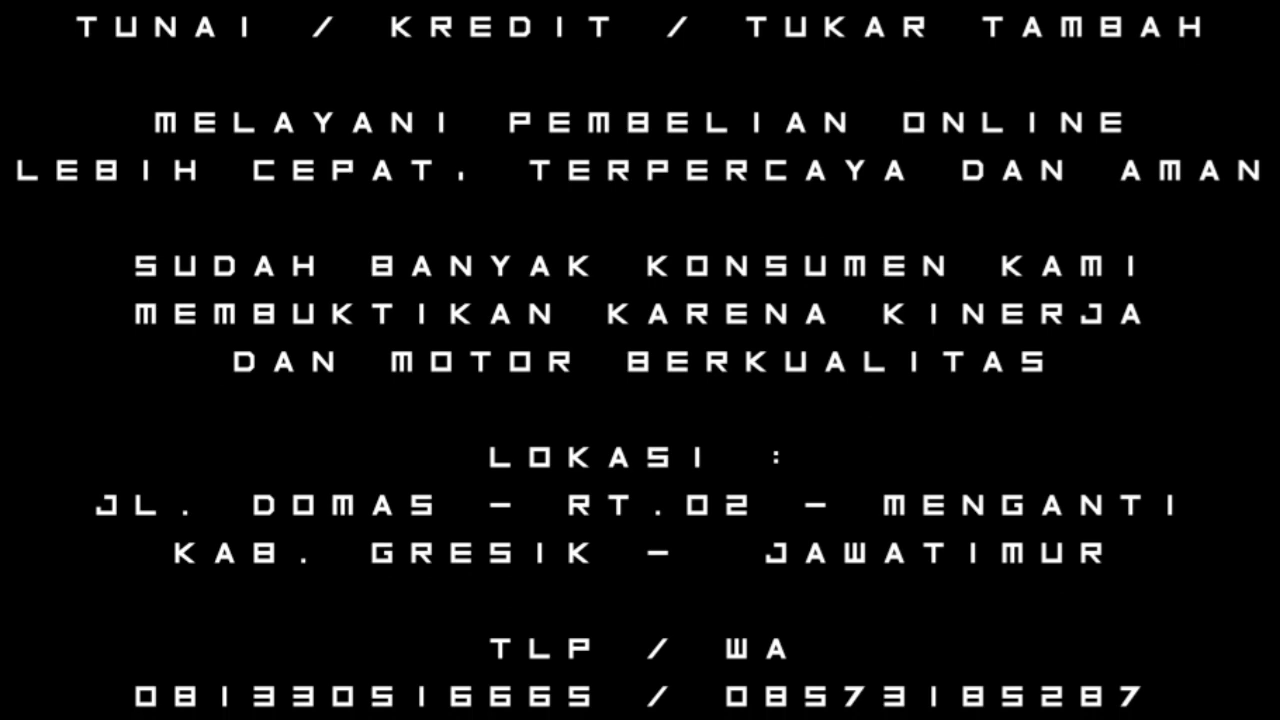 TUNAI / KREDIT / TUKAR TAMBAH
MELAYANI PEMBELIAN ONLINE
LEBIH CEPAT, TERPERCAYA DAN AMAN
SUDAH BANYAK KONSUMEN KAMI
MEMBUKTIKAN KARENA KINERJA
DAN MOTOR BERKUALITAS
LOKASI :
JL. DOMAS - RT.02 - MENGANTI
KAB. GRESIK - JAWATIMUR
TLP / WA
081330516665 / 08573185287